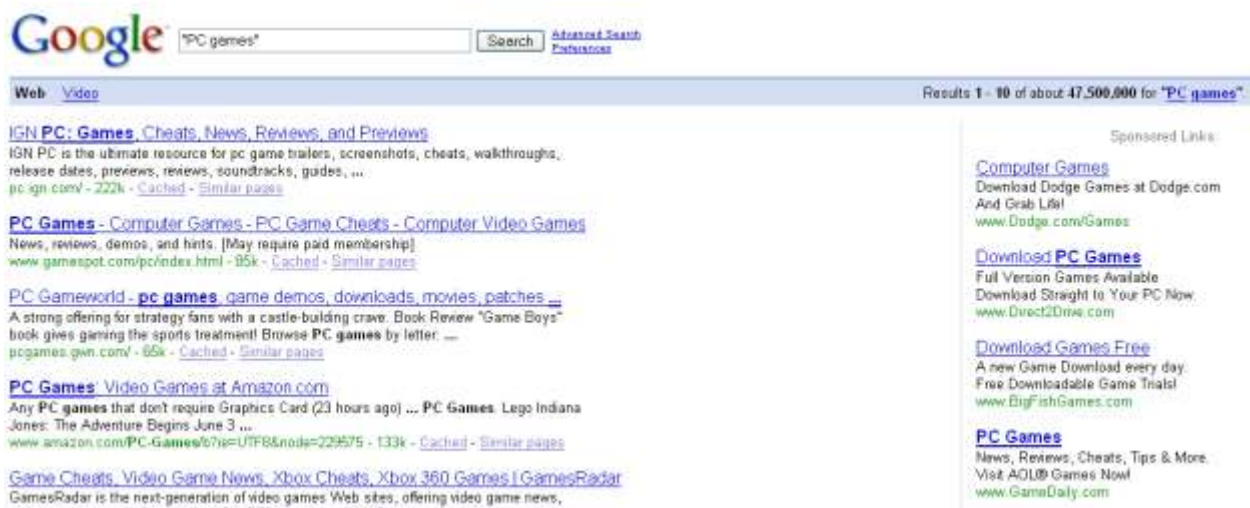 Google
"PC games"
Search
Advanced Search
Preferences
Web Video
Results 1 - 10 of about 47,500,000 for "PC games".
IGN PC: Games, Cheats, News, Reviews, and Previews
IGN PC is the ultimate resource for pc game trailers, screenshots, cheats, walkthroughs,
release dates, previews, reviews, soundtracks, guides, ...
pc.ign.com/ - 222k - Cached - Similar pages
PC Games - Computer Games - PC Game Cheats - Computer Video Games
News, reviews, demos, and hints. [May require paid membership]
www.gamespot.com/pc/index.html - 95k - Cached - Similar pages
PC Gameworld - pc games, game demos, downloads, movies, patches ...
A strong offering for strategy fans with a castle-building crave. Book Review "Game Boys"
book gives gaming the sports treatment! Browse PC games by letter: ...
pcgames.gwn.com/ - 65k - Cached - Similar pages
PC Games: Video Games at Amazon.com
Any PC games that don't require Graphics Card (23 hours ago) ... PC Games. Lego Indiana
Jones: The Adventure Begins June 3 ...
www.amazon.com/PC-Games/b?ie=UTF8&node=229575 - 133k - Cached - Similar pages
Game Cheats, Video Game News, Xbox Cheats, Xbox 360 Games | GamesRadar
GamesRadar is the next-generation of video games Web sites, offering video game news,
Sponsored Links
Computer Games
Download Dodge Games at Dodge.com
And Grab Life!
www.Dodge.com/Games
Download PC Games
Full Version Games Available
Download Straight to Your PC Now
www.Direct2Drive.com
Download Games Free
A new Game Download every day.
Free Downloadable Game Trials!
www.BigFishGames.com
PC Games
News, Reviews, Cheats, Tips & More.
Visit AOL® Games Now!
www.GameDaily.com